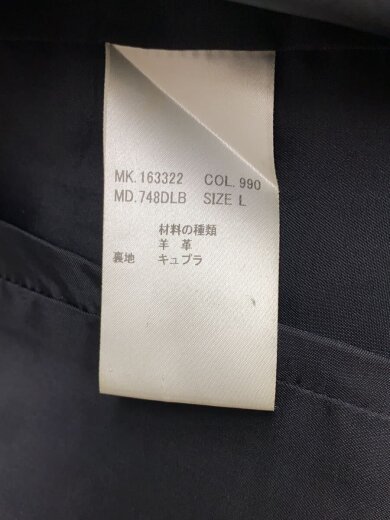 MK. 163322 COL. 990
MD. 748DLB SIZE L
材料の種類
羊 革
裏地 キュプラ